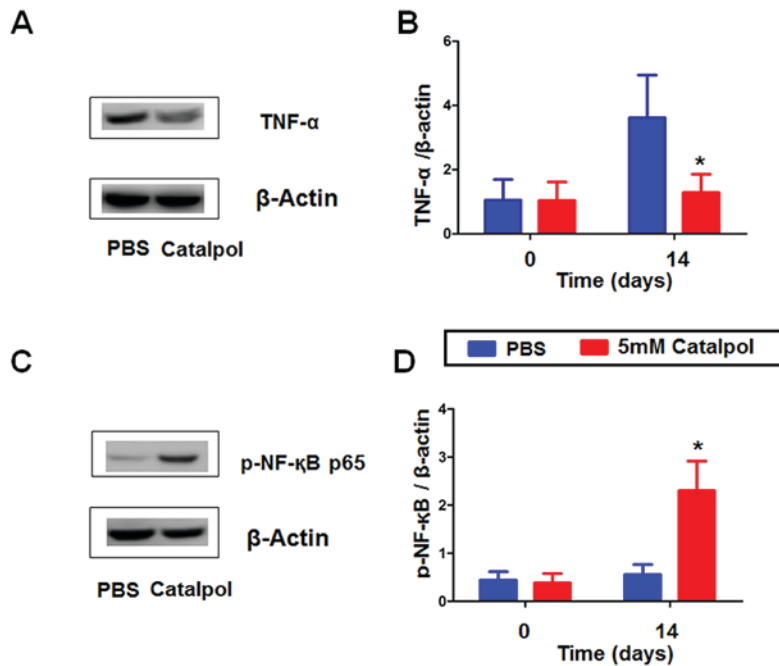 A
TNF-α
β-Actin
PBS Catalpol
B
TNF-α /β-actin
6
4
2
0
0 14
Time (days)
*
PBS 5mM Catalpol
C
p-NF-κB p65
β-Actin
PBS Catalpol
D
p-NF-κB / β-actin
4
3
2
1
0
0 14
Time (days)
*